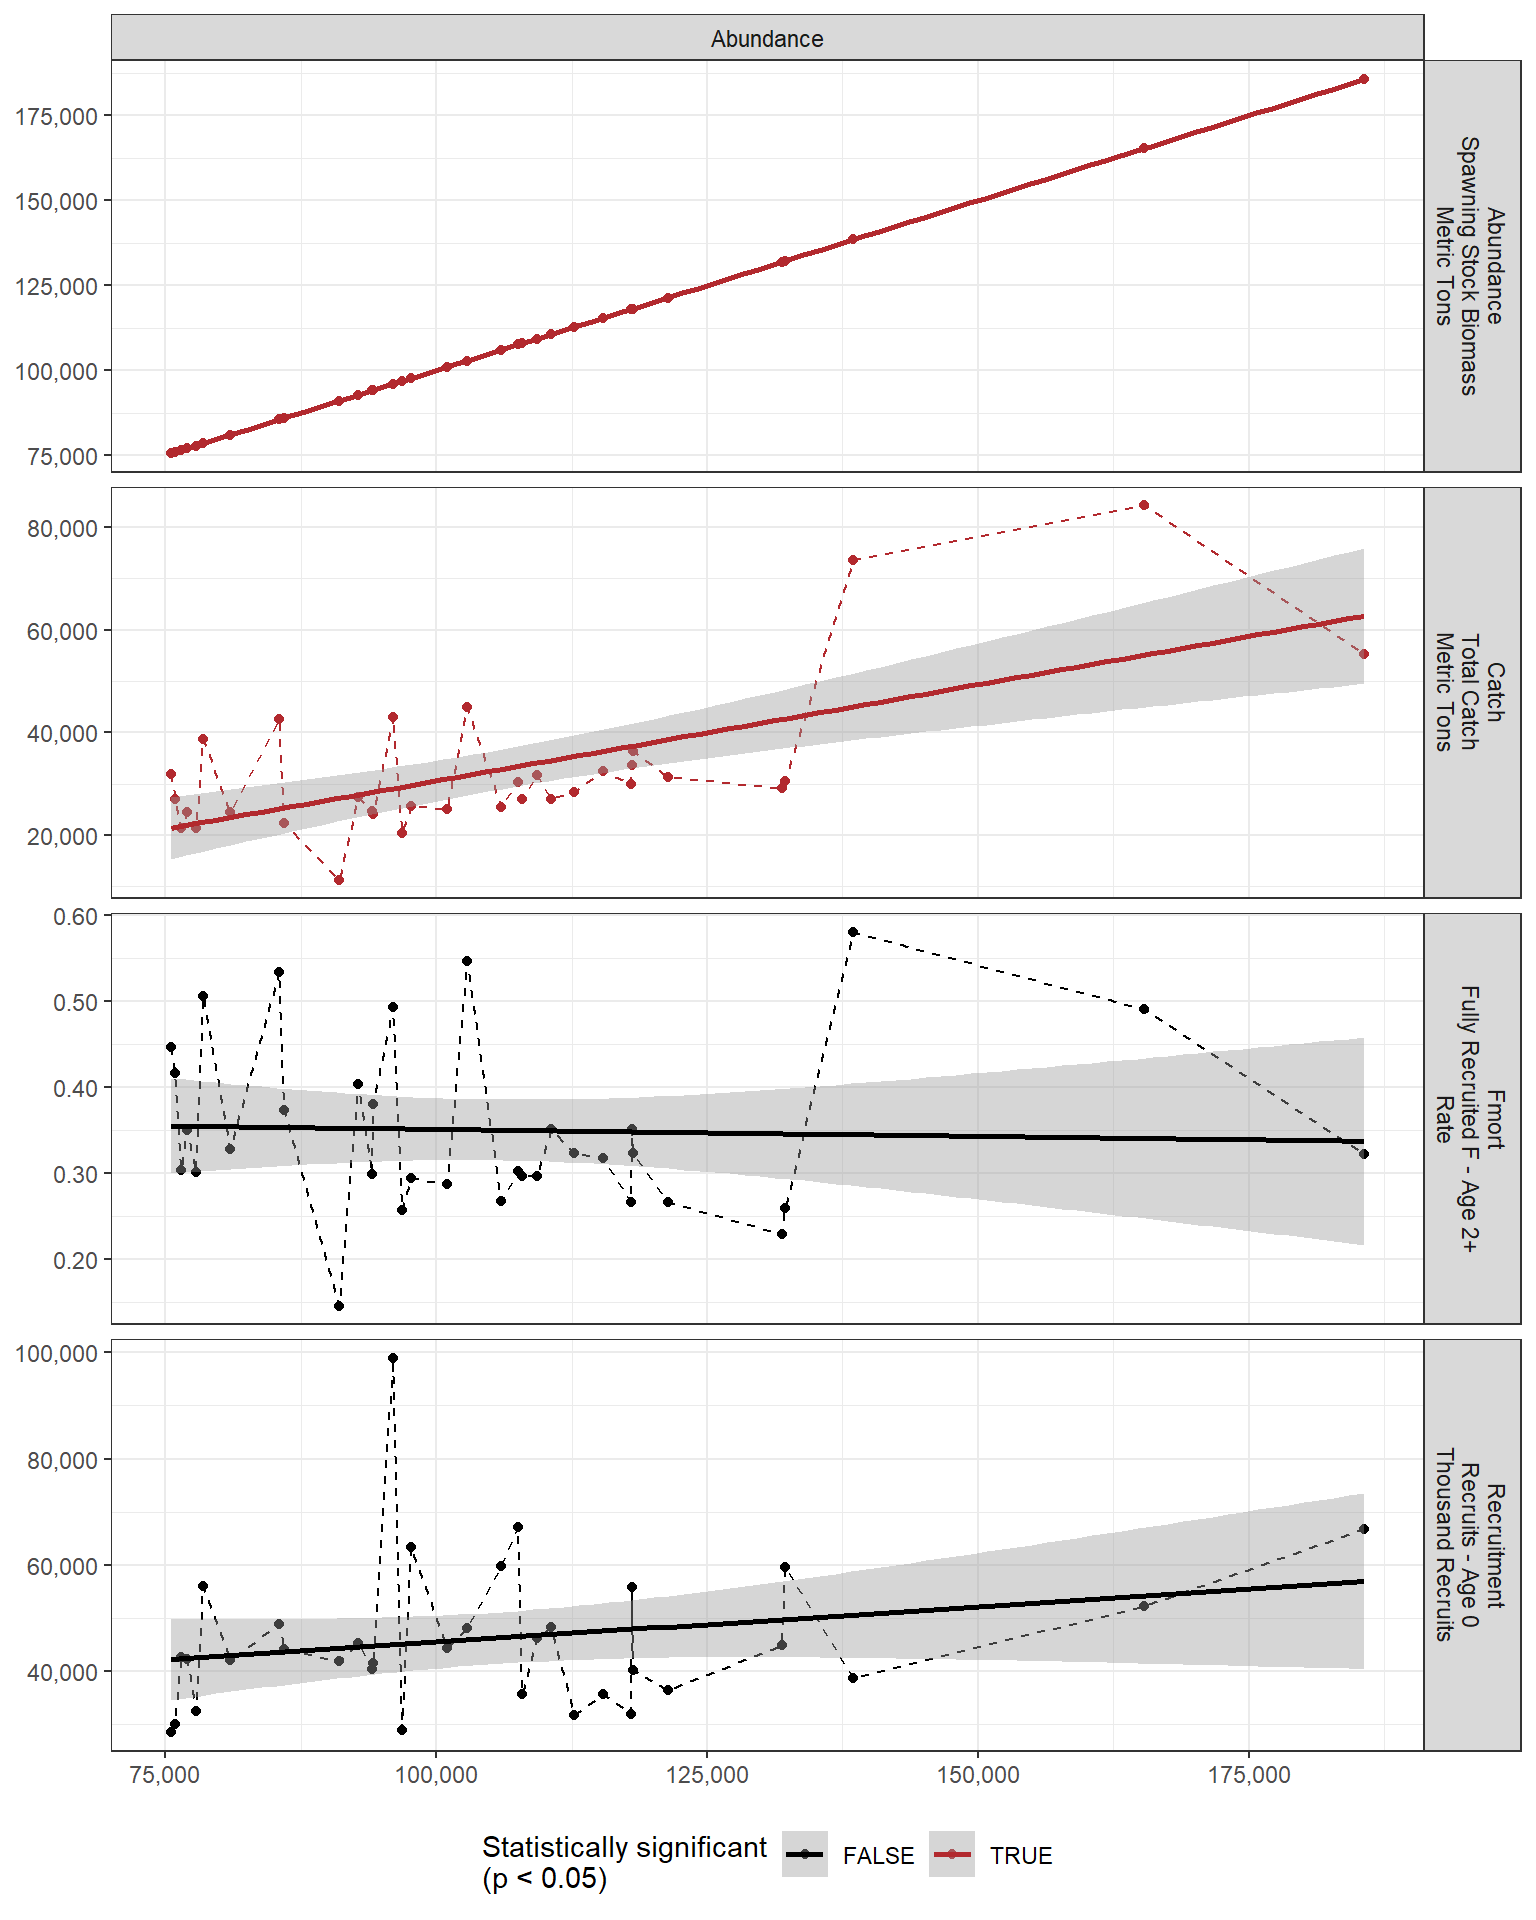 Abundance
175,000
150,000
125,000
100,000
75,000
Abundance
Spawning Stock Biomass
Metric Tons
80,000
60,000
40,000
20,000
Catch
Total Catch
Metric Tons
0.60
0.50
0.40
0.30
0.20
Fmort
Fully Recruited F - Age 2+
Rate
100,000
80,000
60,000
40,000
Recruitment
Recruits - Age 0
Thousand Recruits
75,000 100,000 125,000 150,000 175,000
Statistically significant
(p < 0.05)
FALSE TRUE